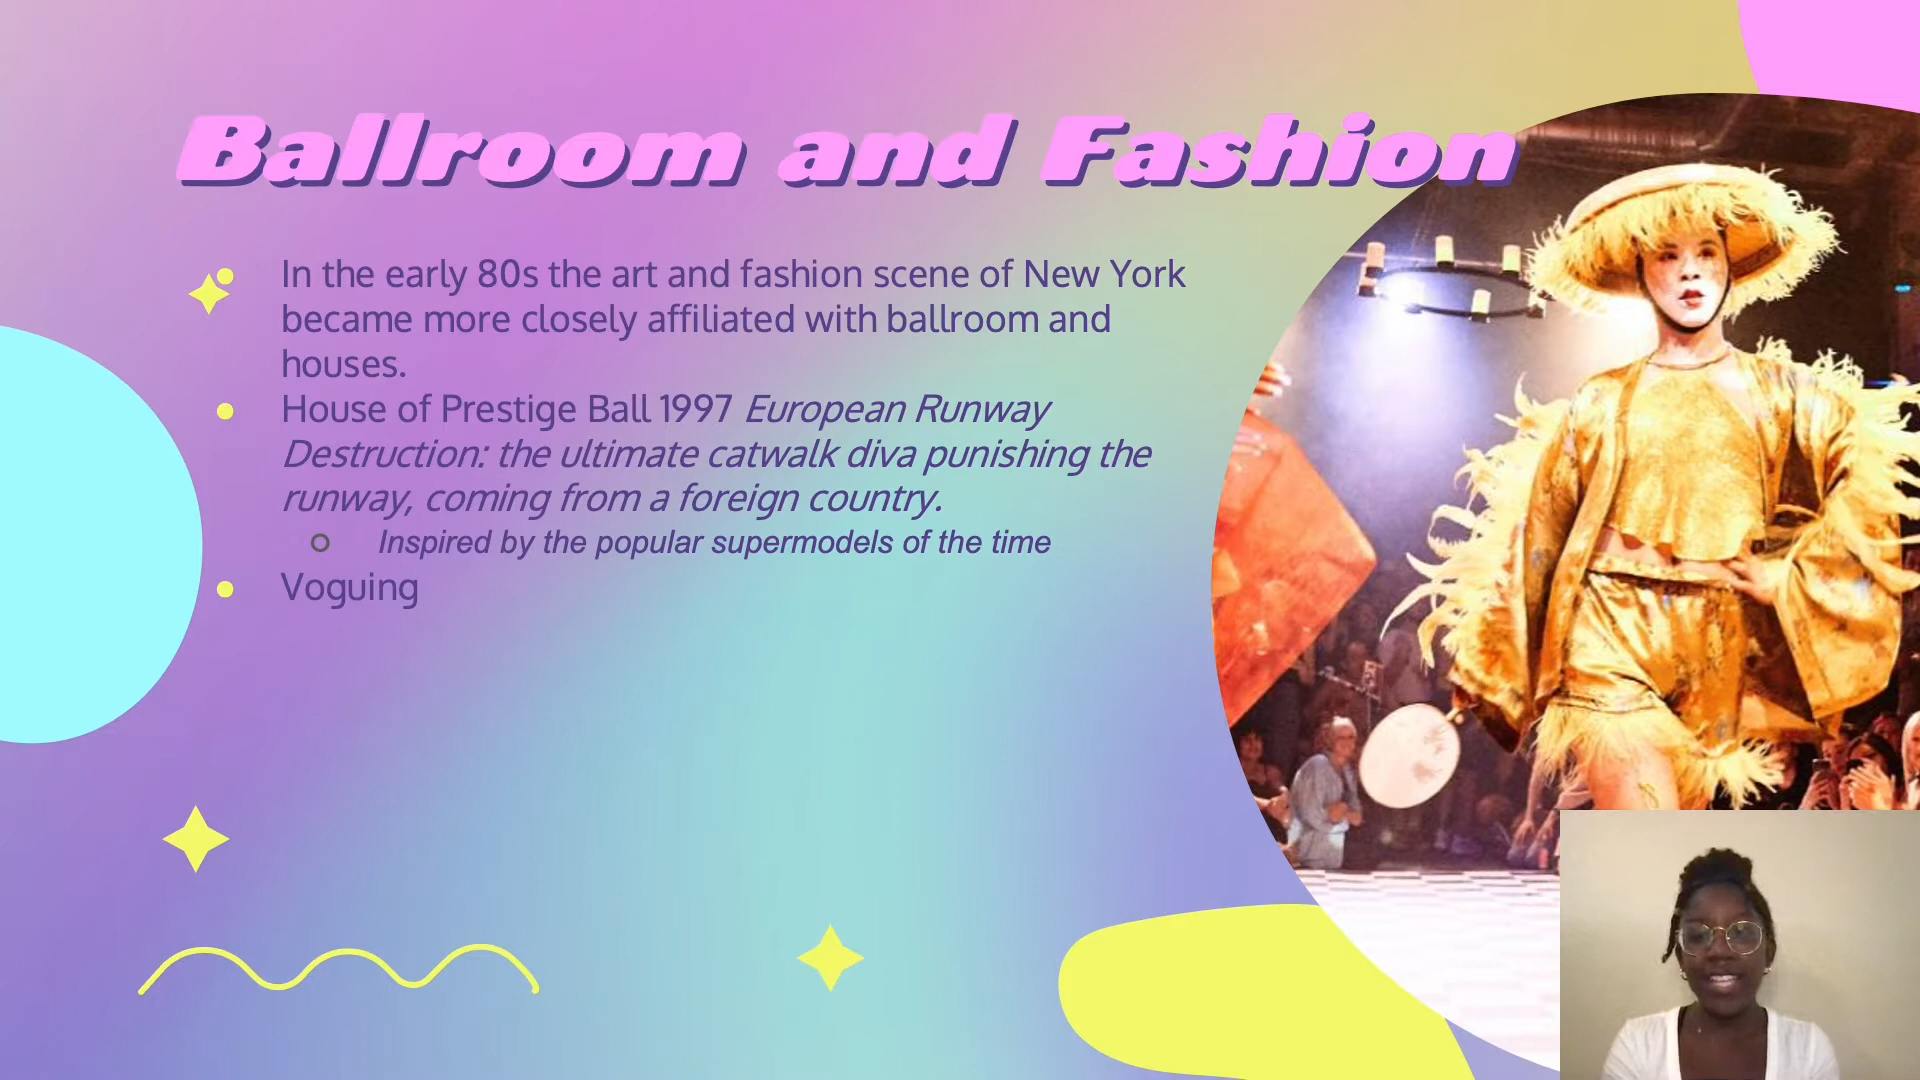 Ballroom and Fashion
In the early 80s the art and fashion scene of New York
became more closely affiliated with ballroom and
houses.
House of Prestige Ball 1997 European Runway
Destruction: the ultimate catwalk diva punishing the
runway, coming from a foreign country.
Inspired by the popular supermodels of the time
Voguing